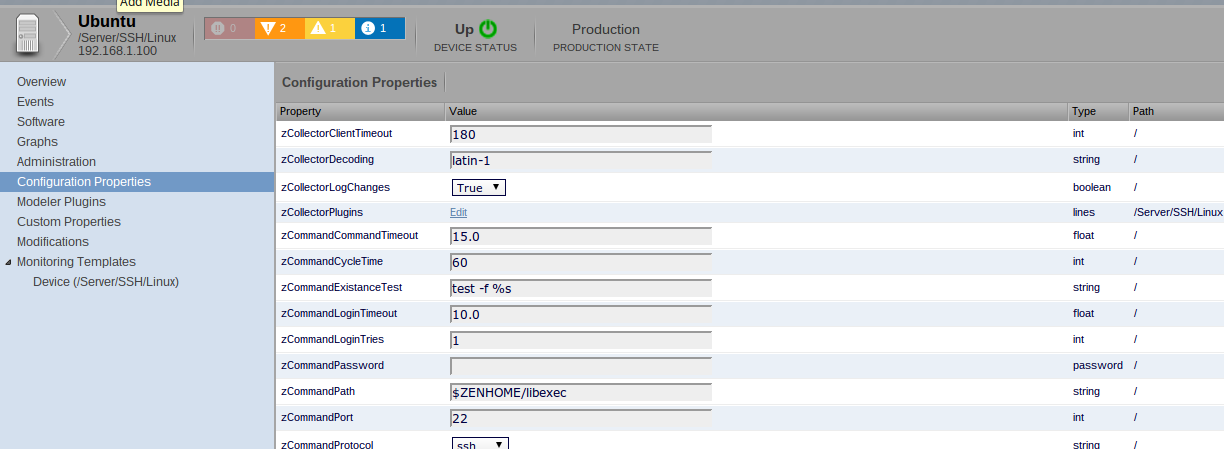 Add Media
Ubuntu
/Server/SSH/Linux
192.168.1.100
0 2 1 1
Up
DEVICE STATUS
Production
PRODUCTION STATE
Overview
Events
Software
Graphs
Administration
Configuration Properties
Modeler Plugins
Custom Properties
Modifications
Monitoring Templates
Device (/Server/SSH/Linux)
Configuration Properties
Property Value Type Path
zCollectorClientTimeout 180 int /
zCollectorDecoding latin-1 string /
zCollectorLogChanges True boolean /
zCollectorPlugins Edit lines /Server/SSH/Linux
zCommandCommandTimeout 15.0 float /
zCommandCycleTime 60 int /
zCommandExistanceTest test -f %s string /
zCommandLoginTimeout 10.0 float /
zCommandLoginTries 1 int /
zCommandPassword password /
zCommandPath $ZENHOME/libexec string /
zCommandPort 22 int /
zCommandProtocol ssh string /